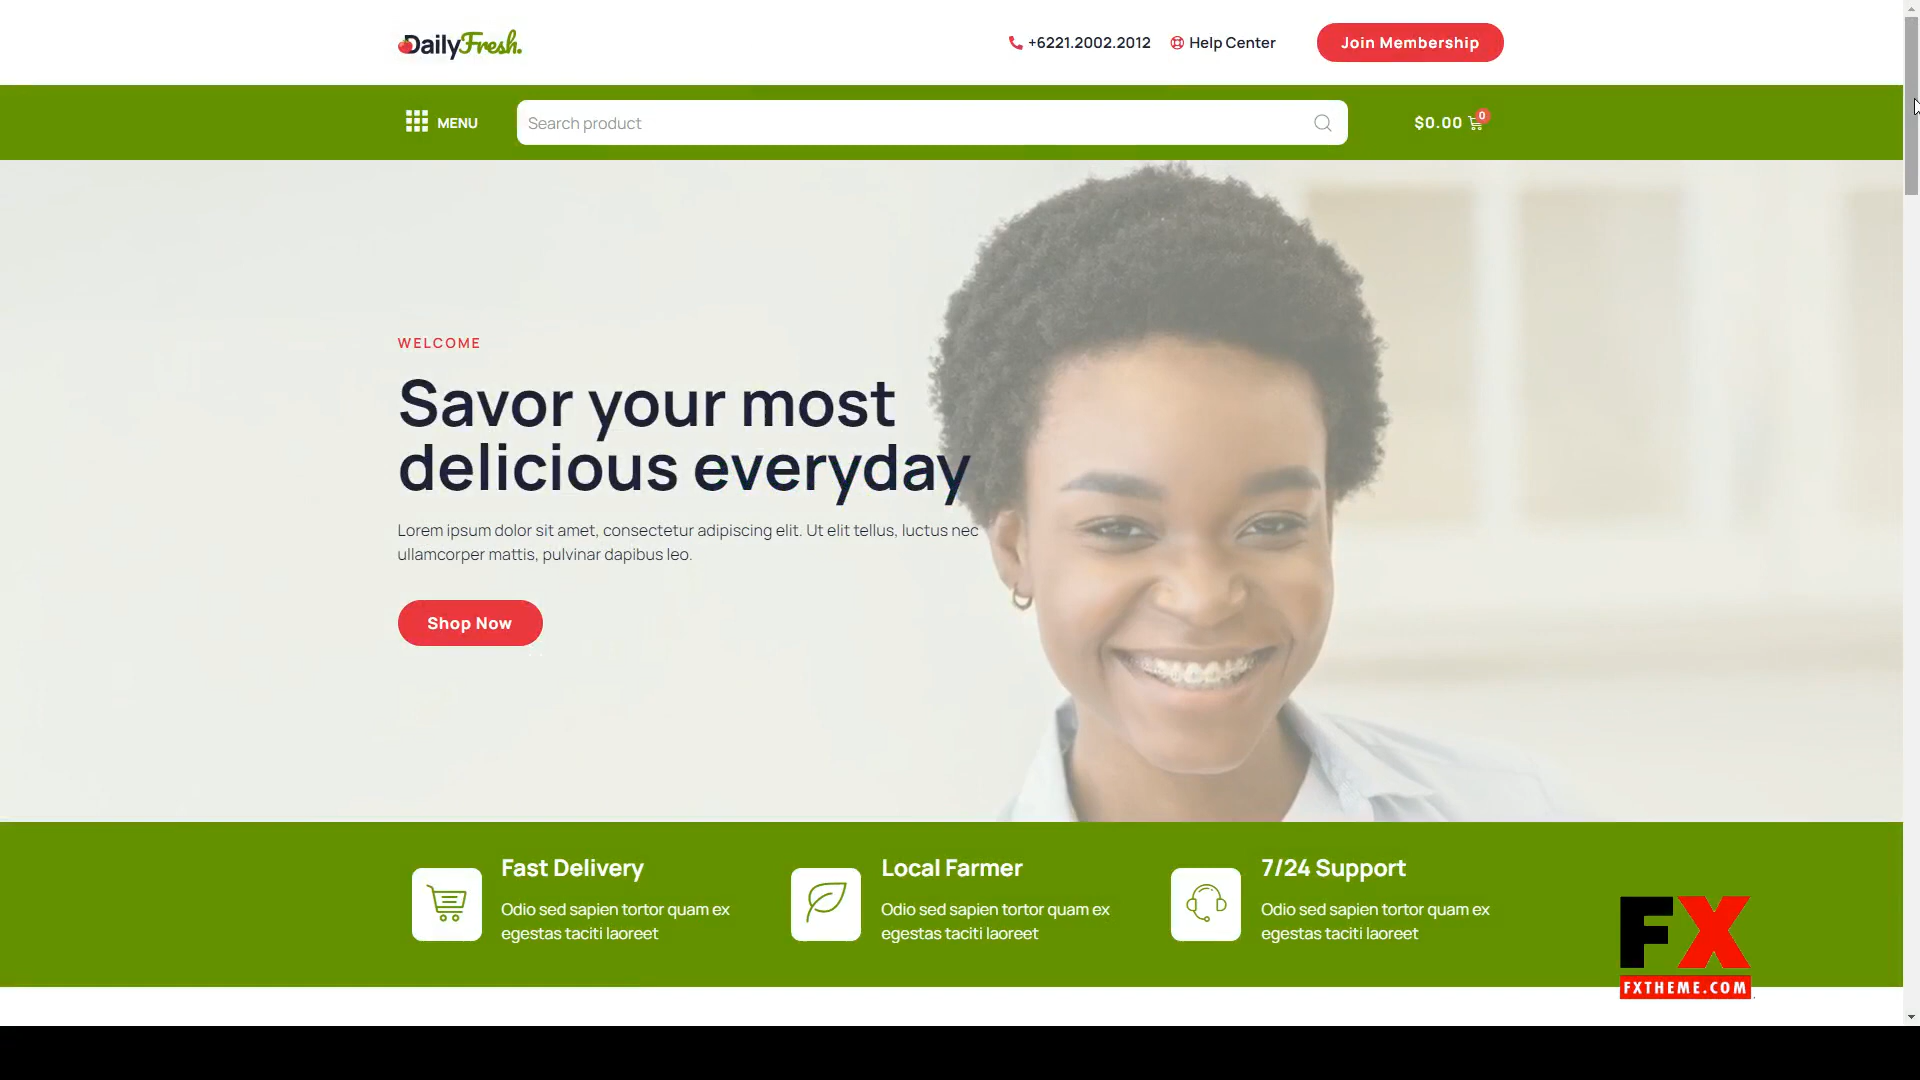 DailyFresh.
+6221.2002.2012
Help Center
Join Membership
MENU
Search product
$0.00
0
WELCOME
Savor your most
delicious everyday
Lorem ipsum dolor sit amet, consectetur adipiscing elit. Ut elit tellus, luctus nec
ullamcorper mattis, pulvinar dapibus leo.
Shop Now
Fast Delivery
Odio sed sapien tortor quam ex
egestas taciti laoreet
Local Farmer
Odio sed sapien tortor quam ex
egestas taciti laoreet
7/24 Support
Odio sed sapien tortor quam ex
egestas taciti laoreet
FX
FXTHEME.COM